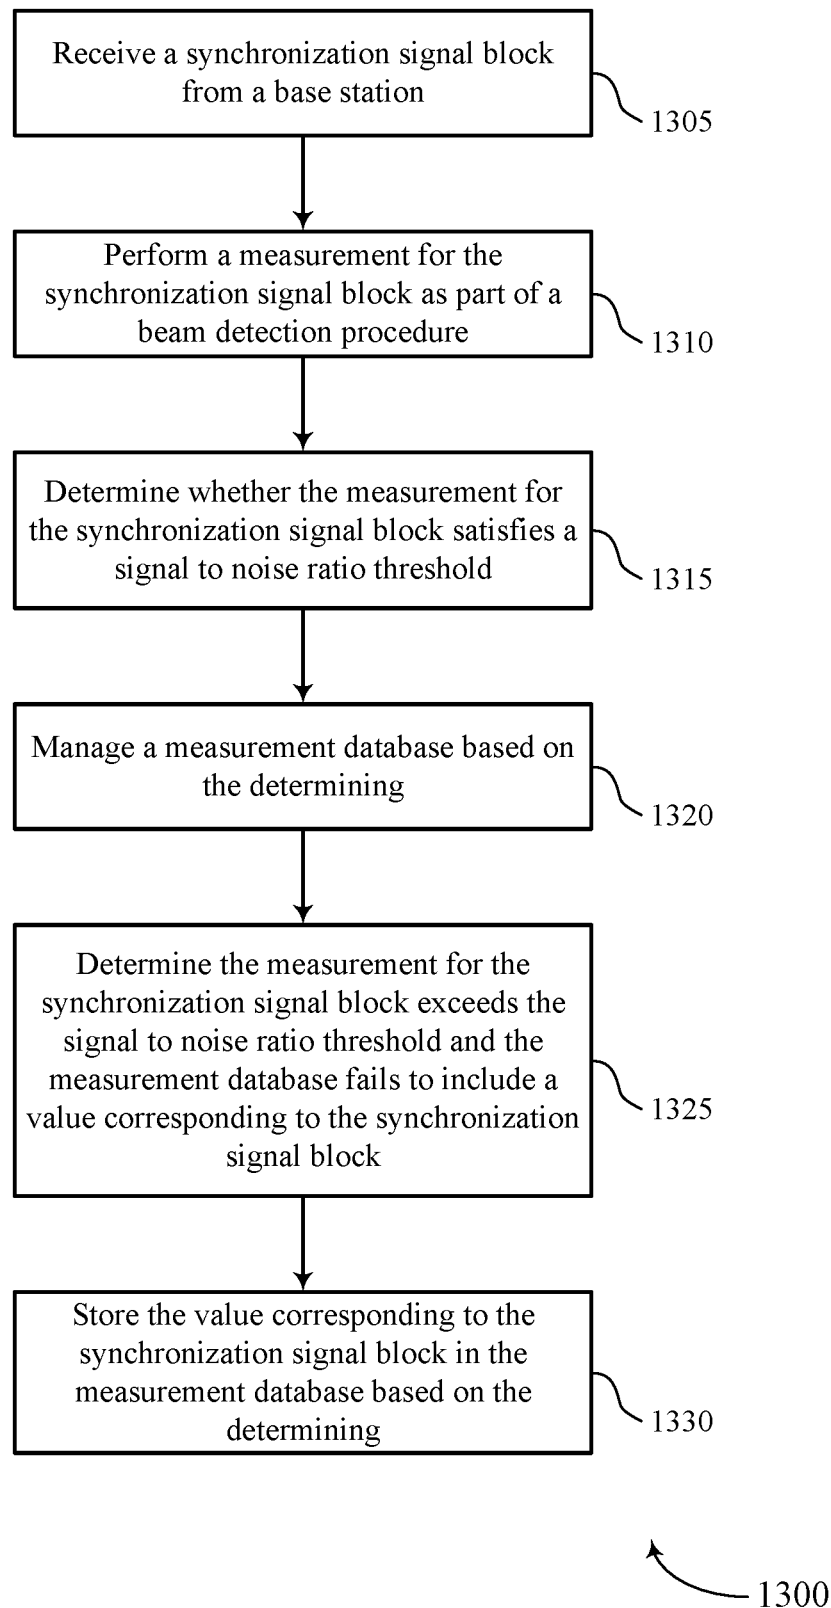 Receive a synchronization signal block
from a base station
1305
Perform a measurement for the
synchronization signal block as part of a
beam detection procedure
1310
Determine whether the measurement for
the synchronization signal block satisfies a
signal to noise ratio threshold
1315
Manage a measurement database based on
the determining
1320
Determine the measurement for the
synchronization signal block exceeds the
signal to noise ratio threshold and the
measurement database fails to include a
value corresponding to the synchronization
signal block
1325
Store the value corresponding to the
synchronization signal block in the
measurement database based on the
determining
1330
1300